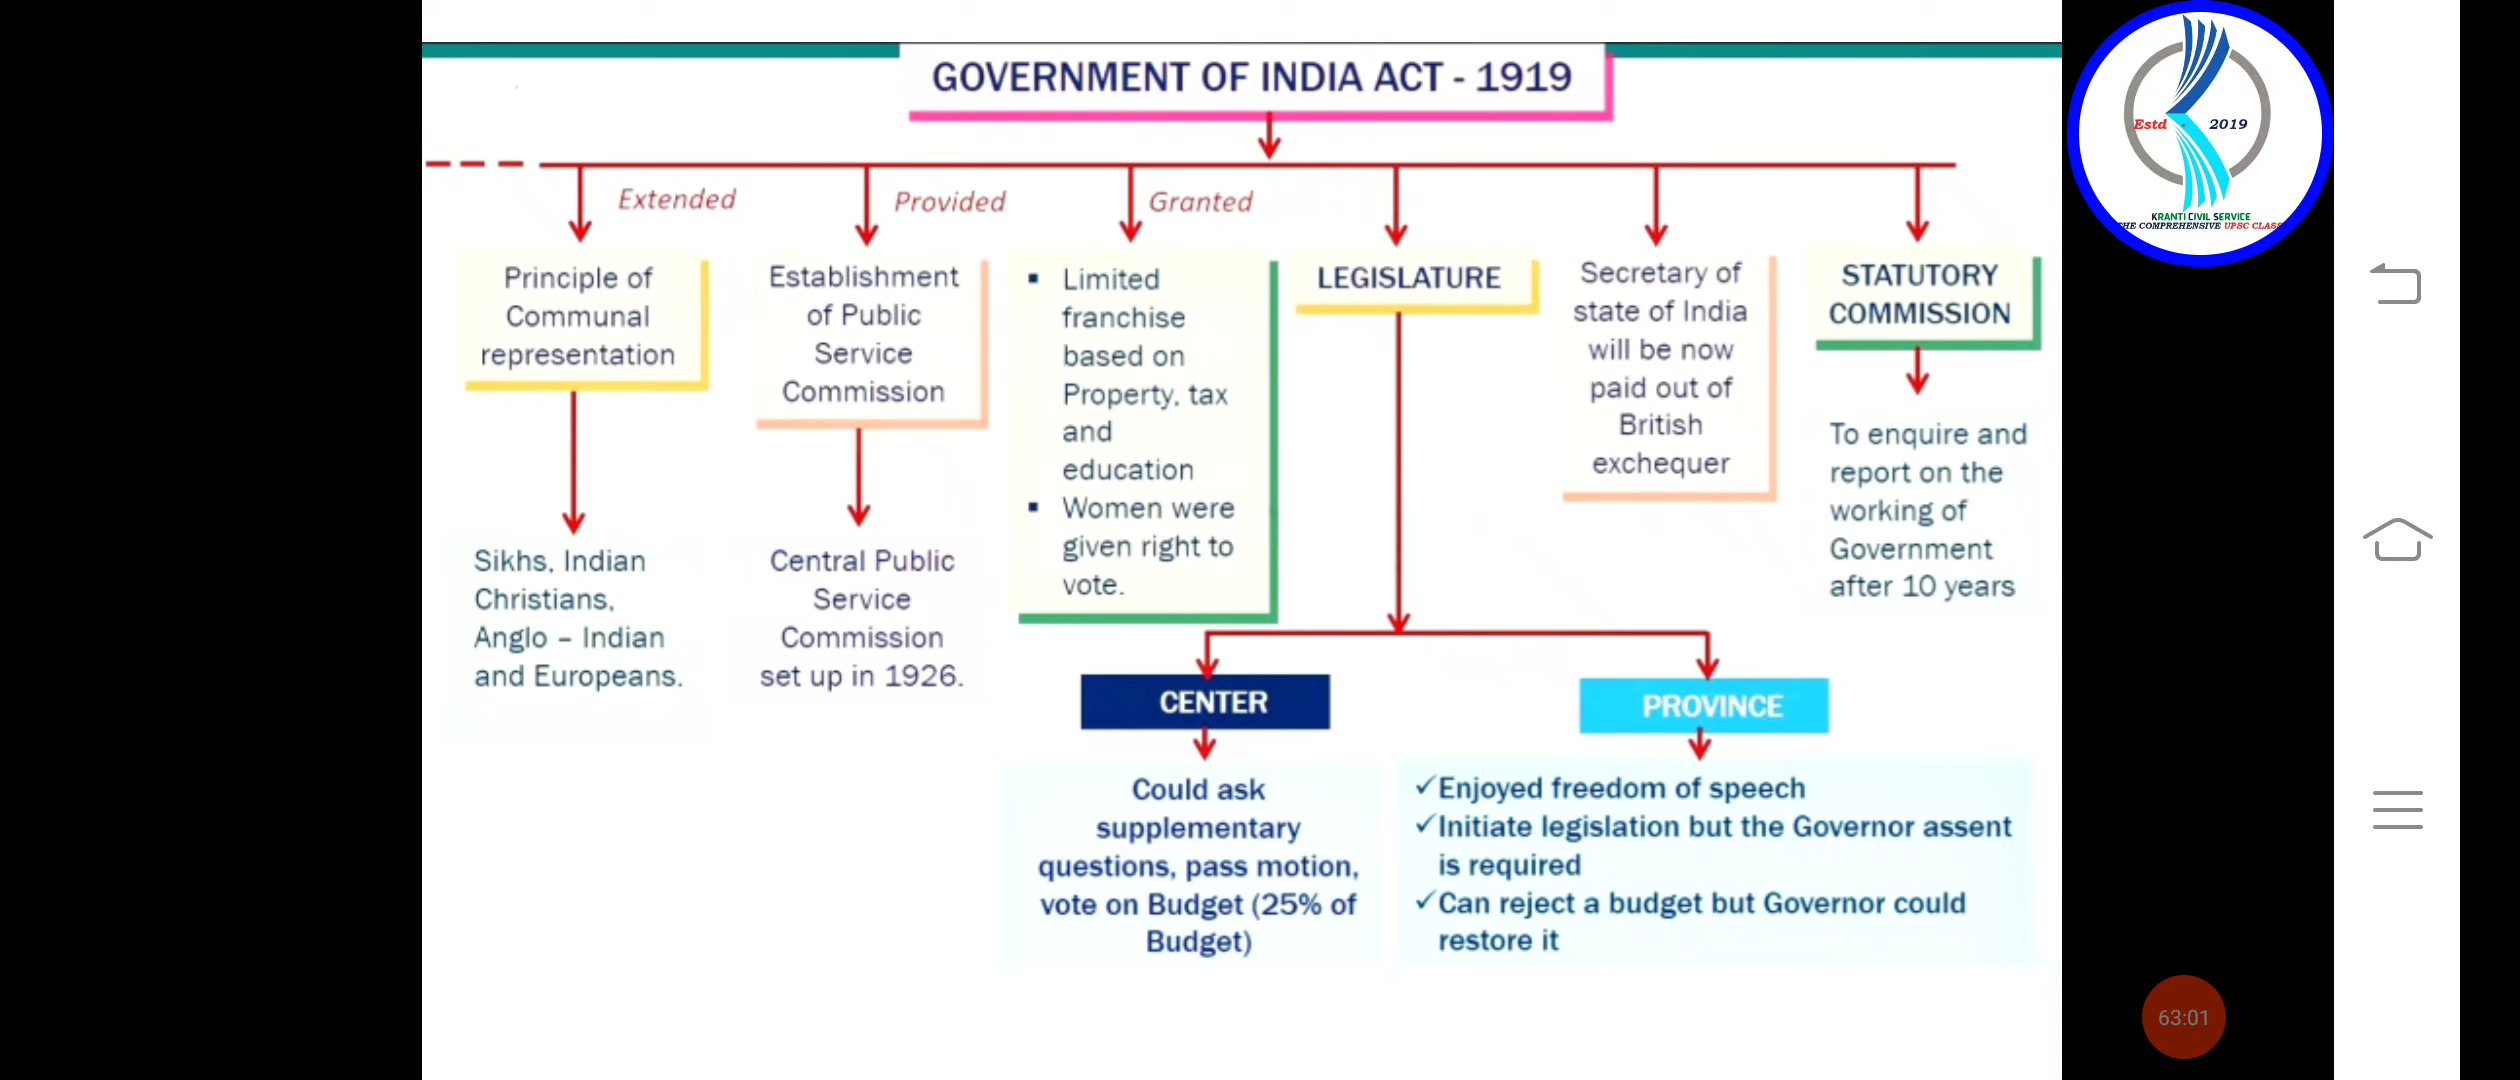 GOVERNMENT OF INDIA ACT - 1919
Extended
Provided
Granted
Principle of
Communal
representation
Sikhs, Indian
Christians,
Anglo – Indian
and Europeans.
Establishment
of Public
Service
Commission
Central Public
Service
Commission
set up in 1926.
▪ Limited
franchise
based on
Property, tax
and
education
▪ Women were
given right to
vote.
LEGISLATURE
CENTER
Could ask
supplementary
questions, pass motion,
vote on Budget (25% of
Budget)
PROVINCE
✓Enjoyed freedom of speech
✓Initiate legislation but the Governor assent
is required
✓Can reject a budget but Governor could
restore it
Secretary of
state of India
will be now
paid out of
British
exchequer
STATUTORY
COMMISSION
To enquire and
report on the
working of
Government
after 10 years
Estd - 2019
KRANTI CIVIL SERVICE
THE COMPREHENSIVE UPSC CLASS
63:01